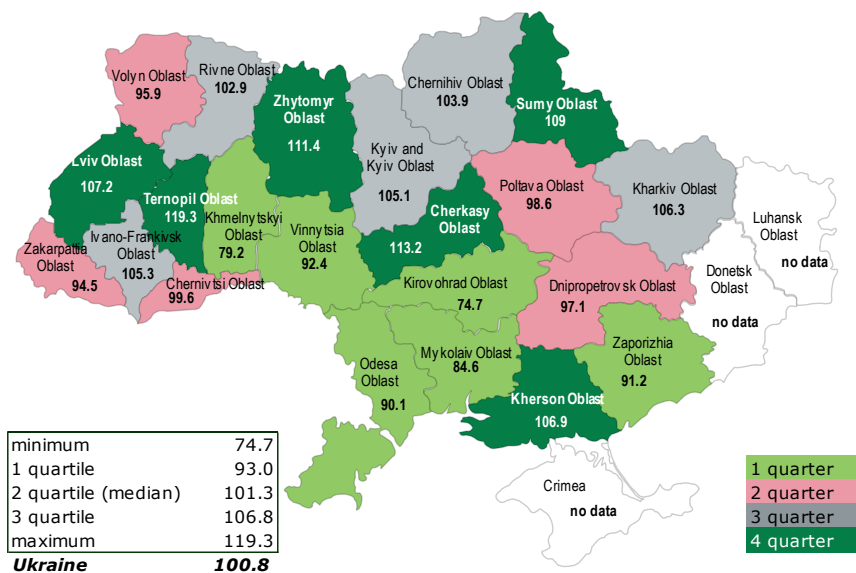 Volyn Oblast
95.9
Rivne Oblast
102.9
Zhytomyr
Oblast
111.4
Chernihiv Oblast
103.9
Sumy Oblast
109
Lviv Oblast
107.2
Ternopil Oblast
119.3
Khmelnytskyi
Oblast
79.2
Kyiv and
Kyiv Oblast
105.1
Cherkasy
Oblast
113.2
Poltava Oblast
98.6
Kharkiv Oblast
106.3
Luhansk
Oblast
no data
Zakarpattia
Oblast
94.5
Ivano-Frankivsk
Oblast
105.3
Chernivtsi Oblast
99.6
Vinnytsia
Oblast
92.4
Kirovohrad Oblast
74.7
Dnipropetrovsk Oblast
97.1
Donetsk
Oblast
no data
Odesa
Oblast
90.1
Mykolaiv Oblast
84.6
Kherson Oblast
106.9
Zaporizhia
Oblast
91.2
Crimea
no data
minimum 74.7
1 quartile 93.0
2 quartile (median) 101.3
3 quartile 106.8
maximum 119.3
Ukraine 100.8
1 quarter
2 quarter
3 quarter
4 quarter